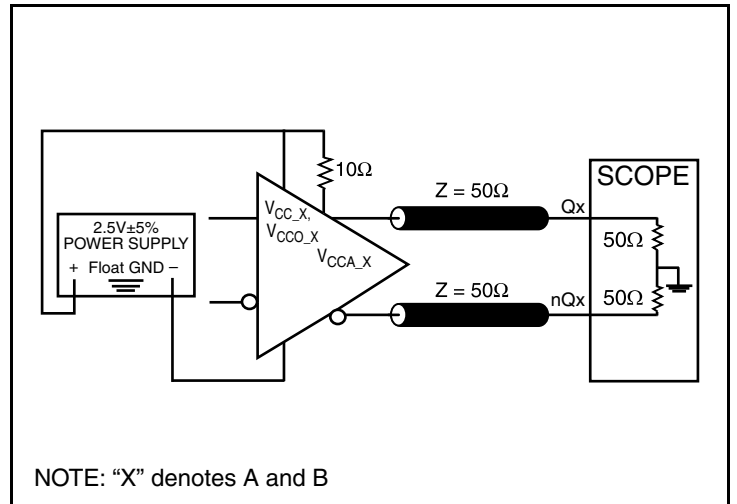 2.5V±5%
POWER SUPPLY
+ Float GND –
10Ω
VCC_X,
VCCO_X
VCCA_X
Z = 50Ω
Qx
Z = 50Ω
nQx
SCOPE
50Ω
50Ω
NOTE: “X” denotes A and B